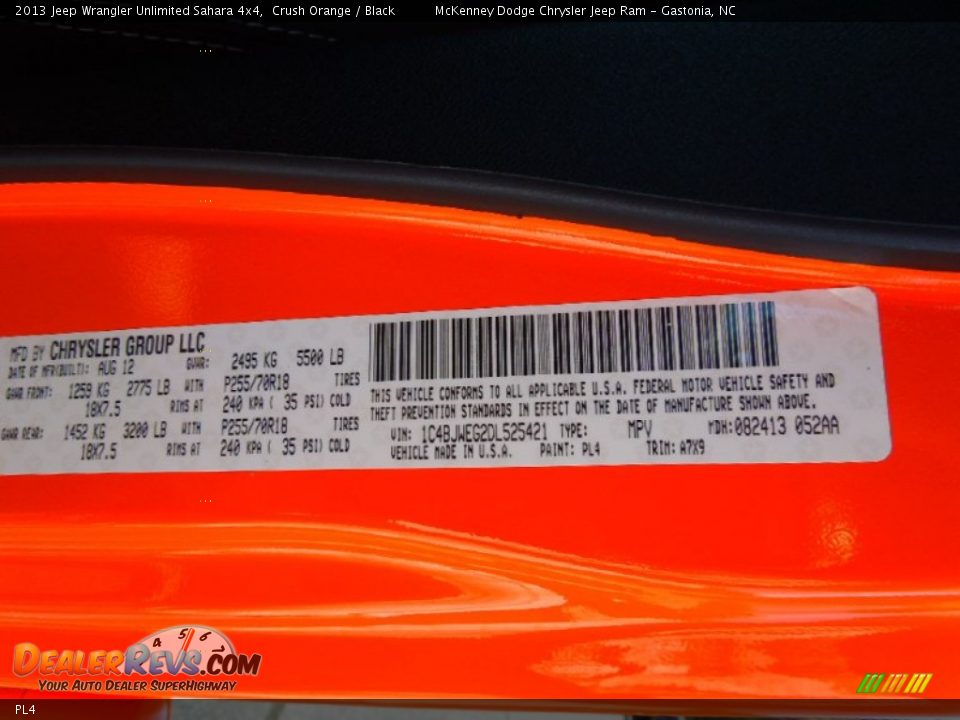 2013 Jeep Wrangler Unlimited Sahara 4x4, Crush Orange / Black McKenney Dodge Chrysler Jeep Ram - Gastonia, NC
MFD BY CHRYSLER GROUP LLC
DATE OF MFR(BUILT): AUG 12 GVWR: 2495 KG 5500 LB
GAWR FRONT: 1259 KG 2775 LB WITH P255/70R18 TIRES
18X7.5 RIMS AT 240 KPA ( 35 PSI) COLD
GAWR REAR: 1452 KG 3200 LB WITH P255/70R18 TIRES
18X7.5 RIMS AT 240 KPA ( 35 PSI) COLD
THIS VEHICLE CONFORMS TO ALL APPLICABLE U.S.A. FEDERAL MOTOR VEHICLE SAFETY AND
THEFT PREVENTION STANDARDS IN EFFECT ON THE DATE OF MANUFACTURE SHOWN ABOVE.
VIN: 1C4BJWEG2DL525421 TYPE: MPV MDH:082413 052AA
VEHICLE MADE IN U.S.A. PAINT: PL4 TRIM: A7X9
4 5 6
DEALERREVS.COM
YOUR AUTO DEALER SUPERHIGHWAY
PL4